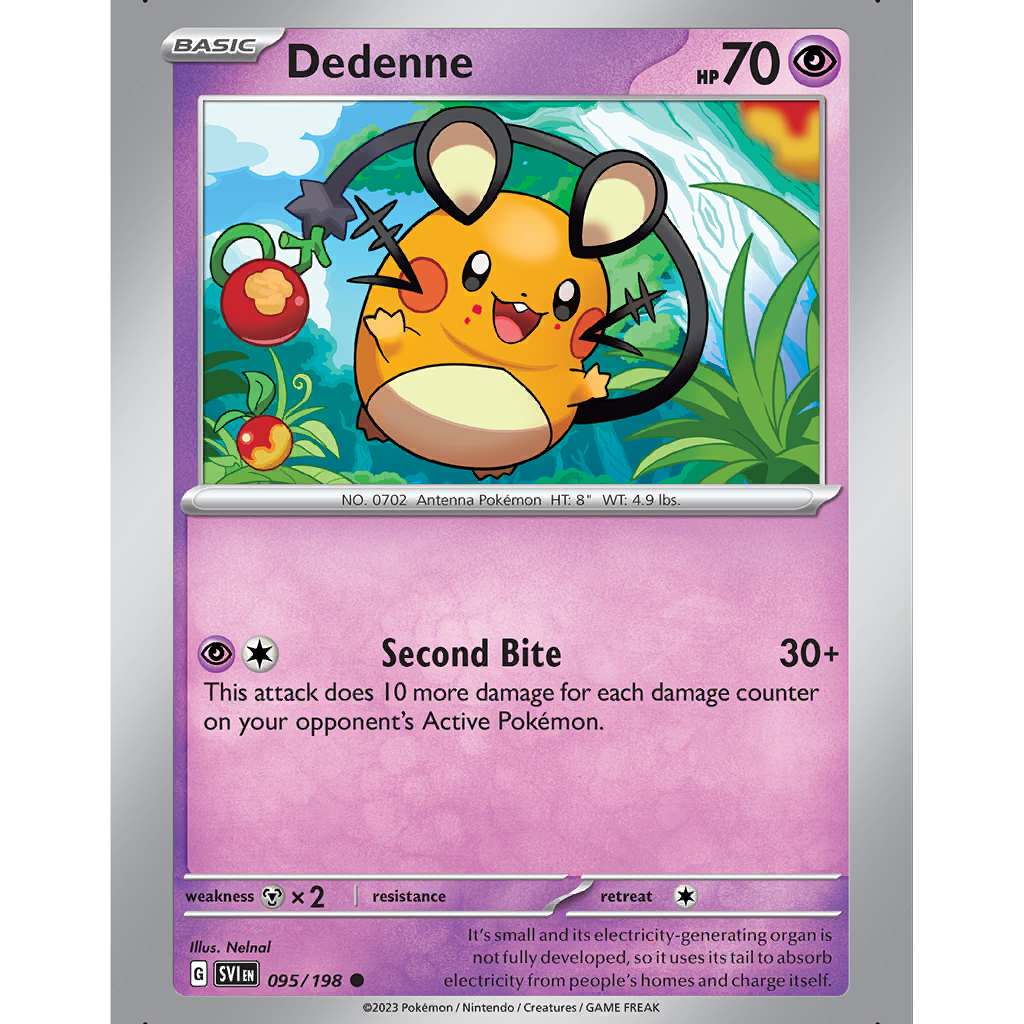 BASIC Dedenne HP 70
NO. 0702 Antenna Pokémon HT: 8" WT: 4.9 lbs.
Second Bite 30+
This attack does 10 more damage for each damage counter
on your opponent's Active Pokémon.
weakness ×2 resistance retreat
Illus. Nelnal
G SVI EN 095/198
It's small and its electricity-generating organ is
not fully developed, so it uses its tail to absorb
electricity from people's homes and charge itself.
©2023 Pokémon / Nintendo / Creatures / GAME FREAK